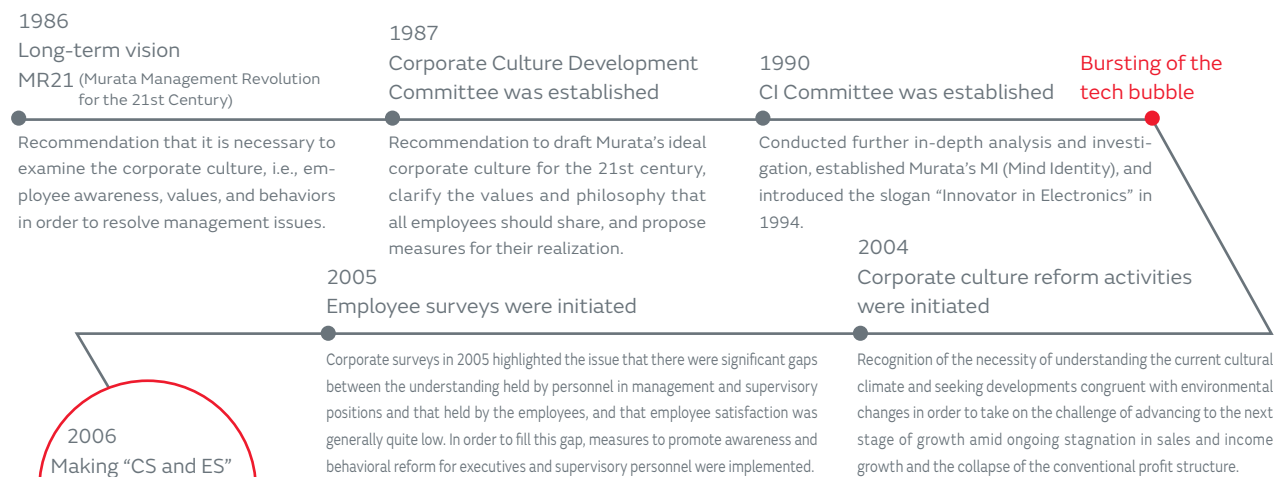 1986
Long-term vision
MR21 (Murata Management Revolution
for the 21st Century)
Recommendation that it is necessary to
examine the corporate culture, i.e., em-
ployee awareness, values, and behaviors
in order to resolve management issues.
1987
Corporate Culture Development
Committee was established
Recommendation to draft Murata's ideal
corporate culture for the 21st century,
clarify the values and philosophy that
all employees should share, and propose
measures for their realization.
1990
CI Committee was established
Conducted further in-depth analysis and investi-
gation, established Murata's MI (Mind Identity), and
introduced the slogan “Innovator in Electronics” in
1994.
Bursting of the
tech bubble
2004
Corporate culture reform activities
were initiated
Recognition of the necessity of understanding the current cultural
climate and seeking developments congruent with environmental
changes in order to take on the challenge of advancing to the next
stage of growth amid ongoing stagnation in sales and income
growth and the collapse of the conventional profit structure.
2005
Employee surveys were initiated
Corporate surveys in 2005 highlighted the issue that there were significant gaps
between the understanding held by personnel in management and supervisory
positions and that held by the employees, and that employee satisfaction was
generally quite low. In order to fill this gap, measures to promote awareness and
behavioral reform for executives and supervisory personnel were implemented.
2006
Making “CS and ES”